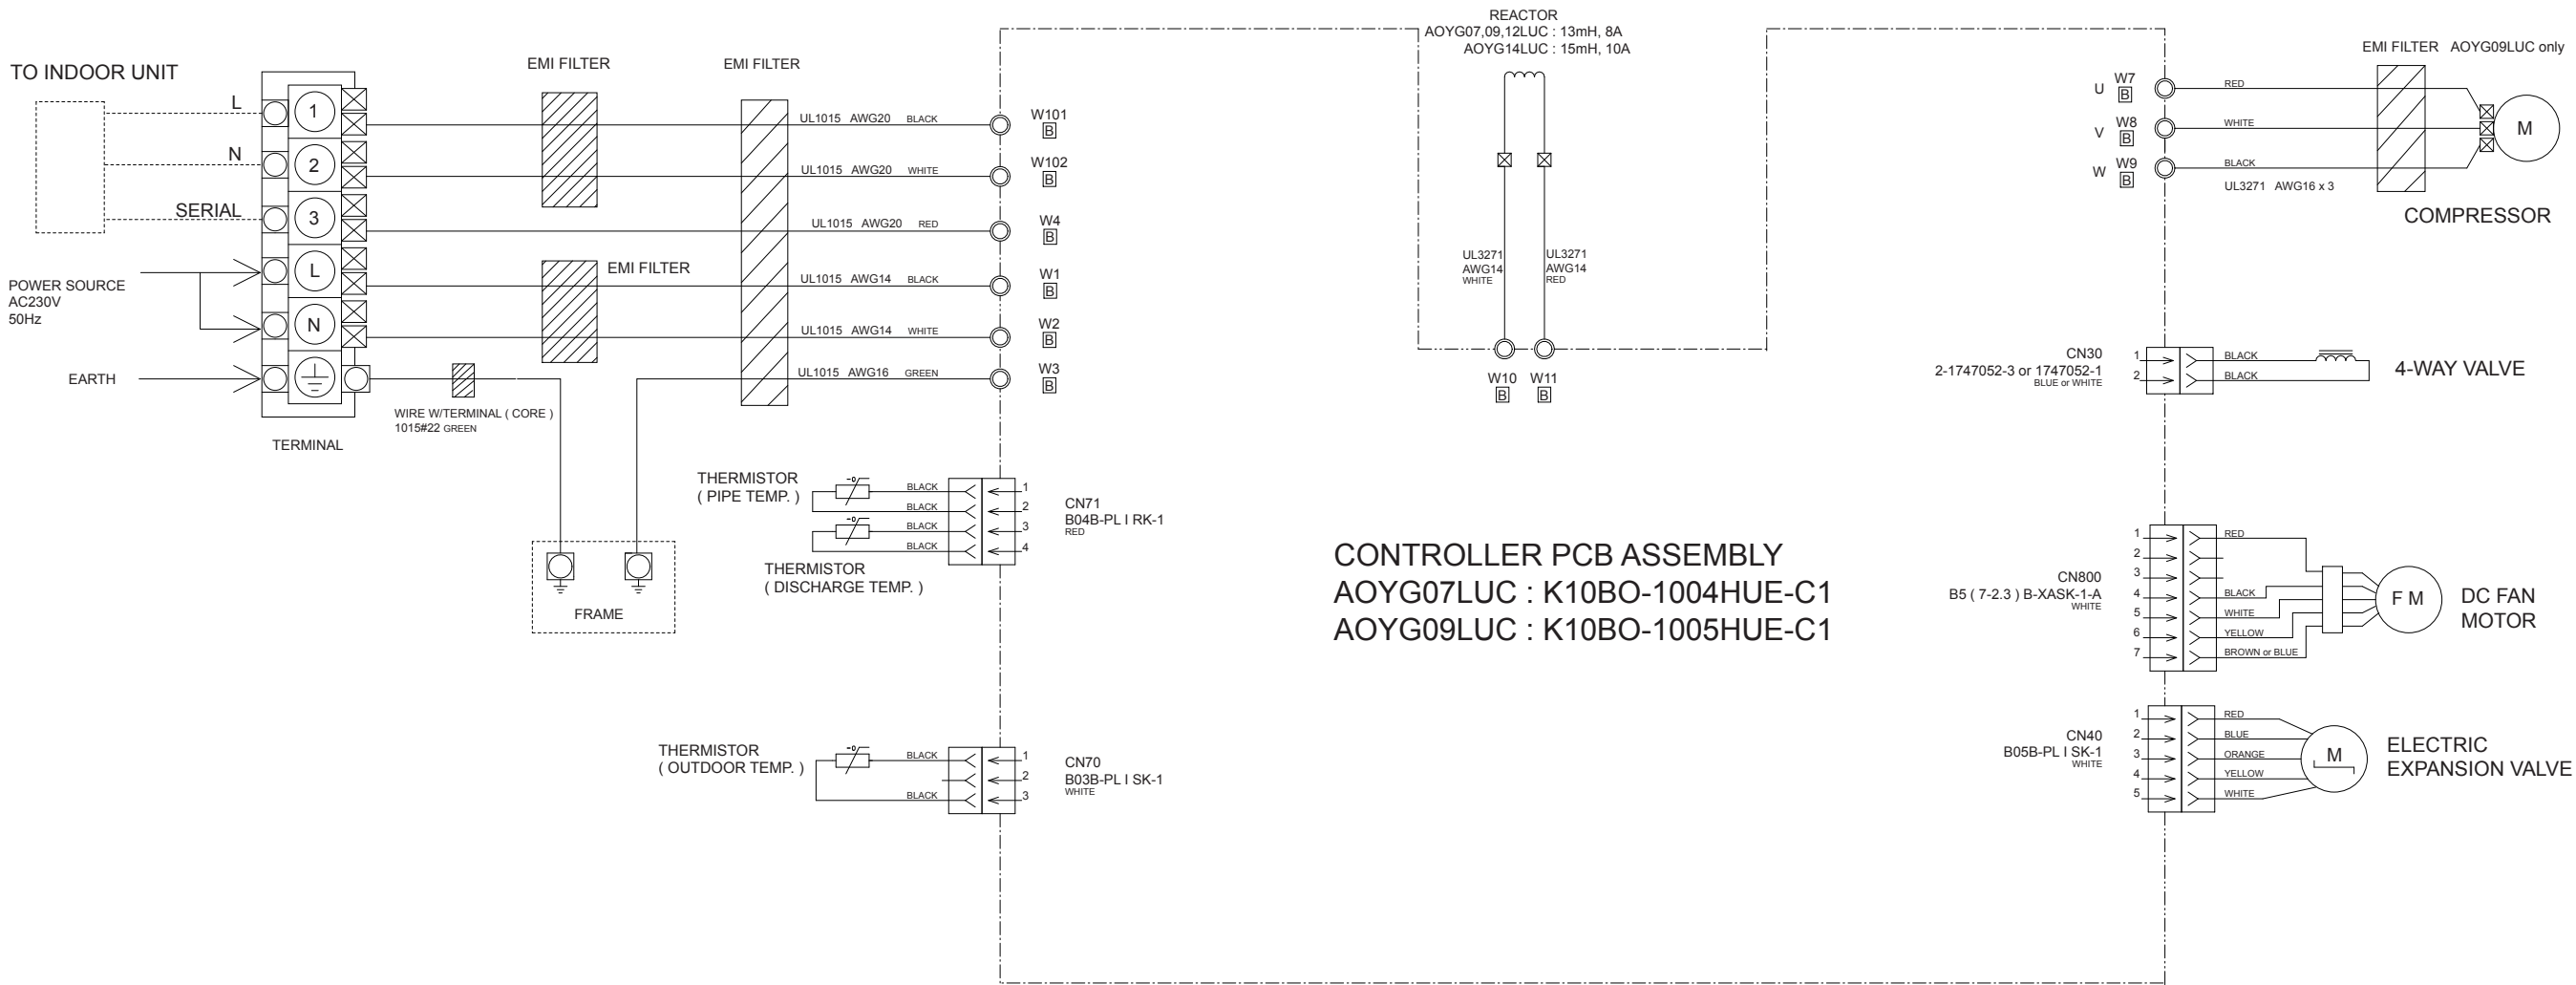 REACTOR
AOYG07,09,12LUC : 13mH, 8A
AOYG14LUC : 15mH, 10A
TO INDOOR UNIT
EMI FILTER
EMI FILTER
L
N
SERIAL
1
2
3
L
N
POWER SOURCE
AC230V
50Hz
EARTH
TERMINAL
EMI FILTER
WIRE W/TERMINAL ( CORE )
1015#22 GREEN
FRAME
UL1015 AWG20 BLACK
UL1015 AWG20 WHITE
UL1015 AWG20 RED
UL1015 AWG14 BLACK
UL1015 AWG14 WHITE
UL1015 AWG16 GREEN
W101
B
W102
B
W4
B
W1
B
W2
B
W3
B
UL3271
AWG14
WHITE
UL3271
AWG14
RED
W10
B
W11
B
THERMISTOR
( PIPE TEMP. )
BLACK
BLACK
BLACK
BLACK
1
2
3
4
CN71
B04B-PL I RK-1
RED
THERMISTOR
( DISCHARGE TEMP. )
THERMISTOR
( OUTDOOR TEMP. )
BLACK
BLACK
1
2
3
CN70
B03B-PL I SK-1
WHITE
CONTROLLER PCB ASSEMBLY
AOYG07LUC : K10BO-1004HUE-C1
AOYG09LUC : K10BO-1005HUE-C1
EMI FILTER AOYG09LUC only
U W7
B
V W8
B
W W9
B
RED
WHITE
BLACK
UL3271 AWG16 x 3
M
COMPRESSOR
CN30
2-1747052-3 or 1747052-1
BLUE or WHITE
1
2
BLACK
BLACK
4-WAY VALVE
CN800
B5 ( 7-2.3 ) B-XASK-1-A
WHITE
1
2
3
4
5
6
7
RED
BLACK
WHITE
YELLOW
BROWN or BLUE
F M
DC FAN
MOTOR
CN40
B05B-PL I SK-1
WHITE
1
2
3
4
5
RED
BLUE
ORANGE
YELLOW
WHITE
M
ELECTRIC
EXPANSION VALVE